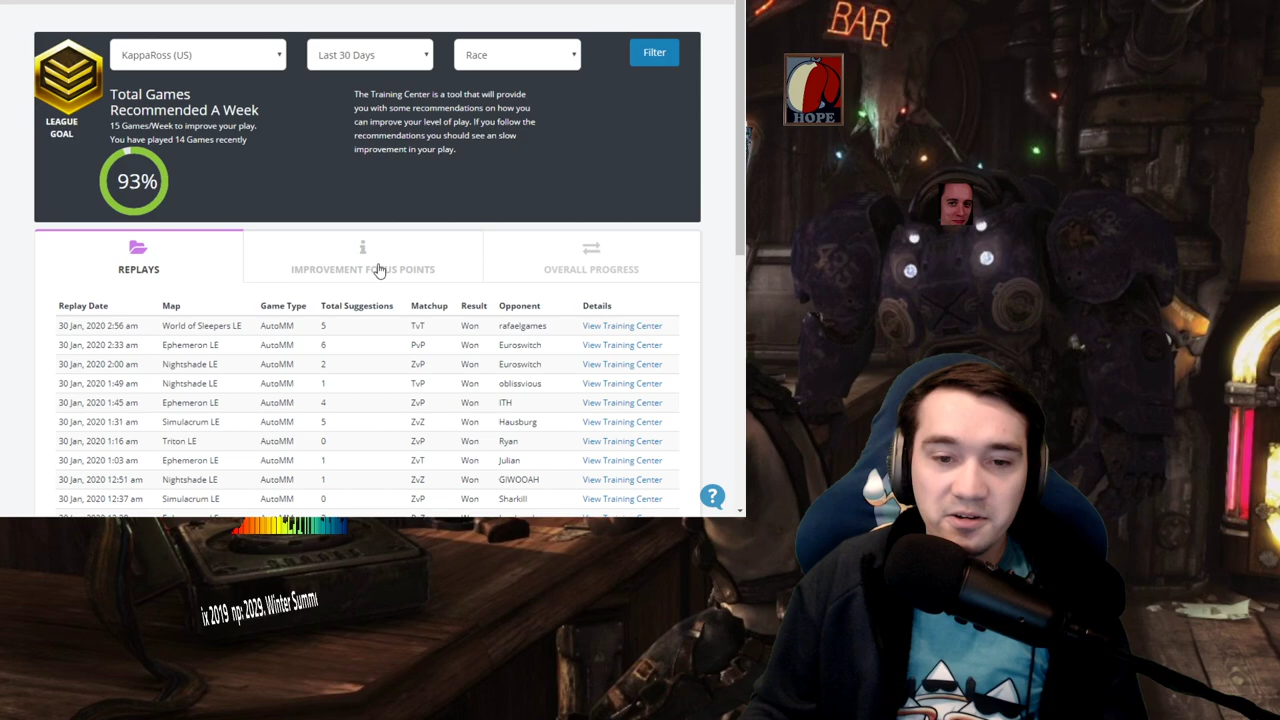 BAR
HOPE
KappaRoss (US)
Last 30 Days
Race
Filter
LEAGUE
GOAL
Total Games
Recommended A Week
15 Games/Week to improve your play.
You have played 14 Games recently
93%
The Training Center is a tool that will provide
you with some recommendations on how you
can improve your level of play. If you follow the
recommendations you should see an slow
improvement in your play.
REPLAYS
IMPROVEMENT FOCUS POINTS
OVERALL PROGRESS
Replay Date Map Game Type Total Suggestions Matchup Result Opponent Details
30 Jan, 2020 2:56 am World of Sleepers LE AutoMM 5 TvT Won rafaelgames View Training Center
30 Jan, 2020 2:33 am Ephemeron LE AutoMM 6 PvP Won Euroswitch View Training Center
30 Jan, 2020 2:00 am Nightshade LE AutoMM 2 ZvP Won Euroswitch View Training Center
30 Jan, 2020 1:49 am Nightshade LE AutoMM 1 TvP Won oblissvious View Training Center
30 Jan, 2020 1:45 am Ephemeron LE AutoMM 4 ZvP Won ITH View Training Center
30 Jan, 2020 1:31 am Simulacrum LE AutoMM 5 ZvZ Won Hausburg View Training Center
30 Jan, 2020 1:16 am Triton LE AutoMM 0 ZvP Won Ryan View Training Center
30 Jan, 2020 1:03 am Ephemeron LE AutoMM 1 ZvT Won Julian View Training Center
30 Jan, 2020 12:51 am Nightshade LE AutoMM 1 ZvZ Won GIWOOAH View Training Center
30 Jan, 2020 12:37 am Simulacrum LE AutoMM 0 ZvP Won Sharkill View Training Center
?
ix 2019 np: 2029. Winter